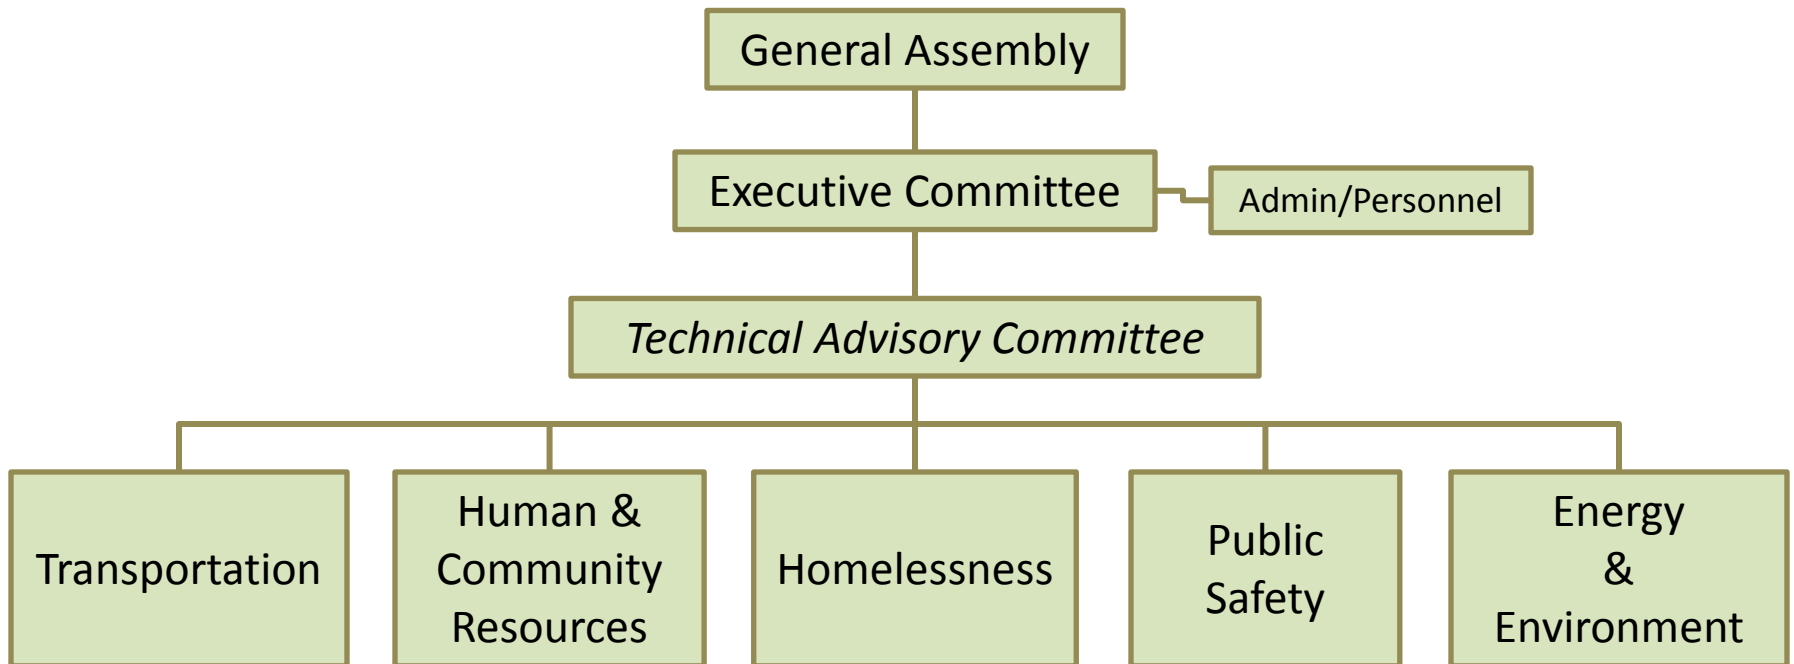 General Assembly
Executive Committee
Admin/Personnel
Technical Advisory Committee
Transportation
Human &
Community
Resources
Homelessness
Public
Safety
Energy
&
Environment